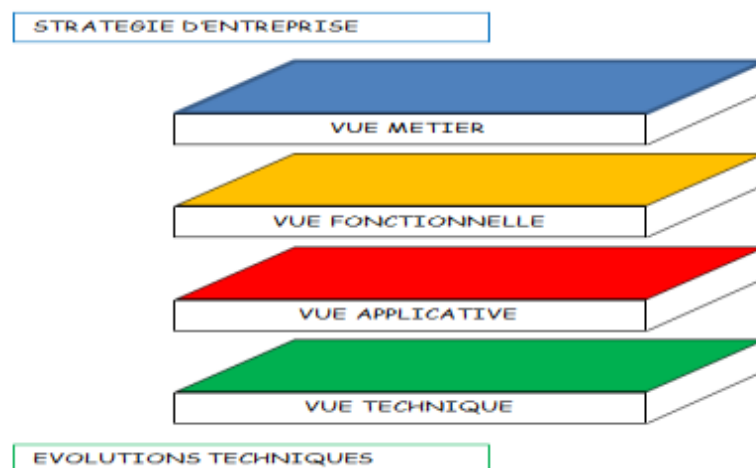 STRATEGIE D'ENTREPRISE
VUE METIER
VUE FONCTIONNELLE
VUE APPLICATIVE
VUE TECHNIQUE
EVOLUTIONS TECHNIQUES